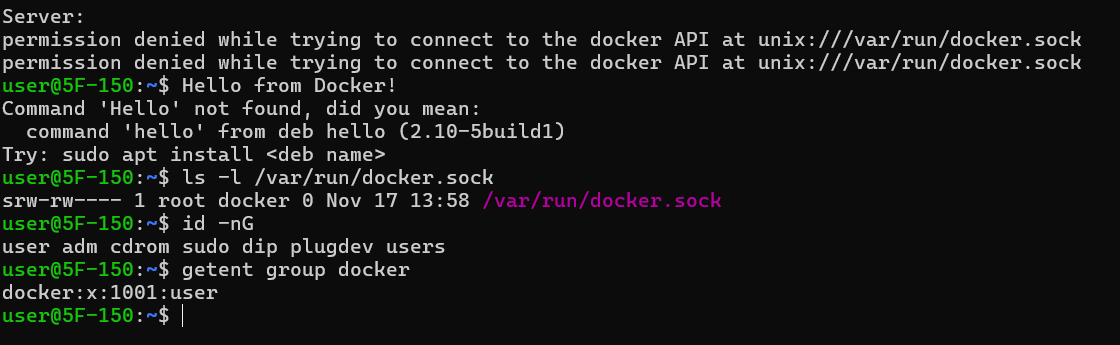 Server:
permission denied while trying to connect to the docker API at unix:///var/run/docker.sock
permission denied while trying to connect to the docker API at unix:///var/run/docker.sock
user@5F-150:~$ Hello from Docker!
Command 'Hello' not found, did you mean:
  command 'hello' from deb hello (2.10-5build1)
Try: sudo apt install <deb name>
user@5F-150:~$ ls -l /var/run/docker.sock
srw-rw---- 1 root docker 0 Nov 17 13:58 /var/run/docker.sock
user@5F-150:~$ id -nG
user adm cdrom sudo dip plugdev users
user@5F-150:~$ getent group docker
docker:x:1001:user
user@5F-150:~$